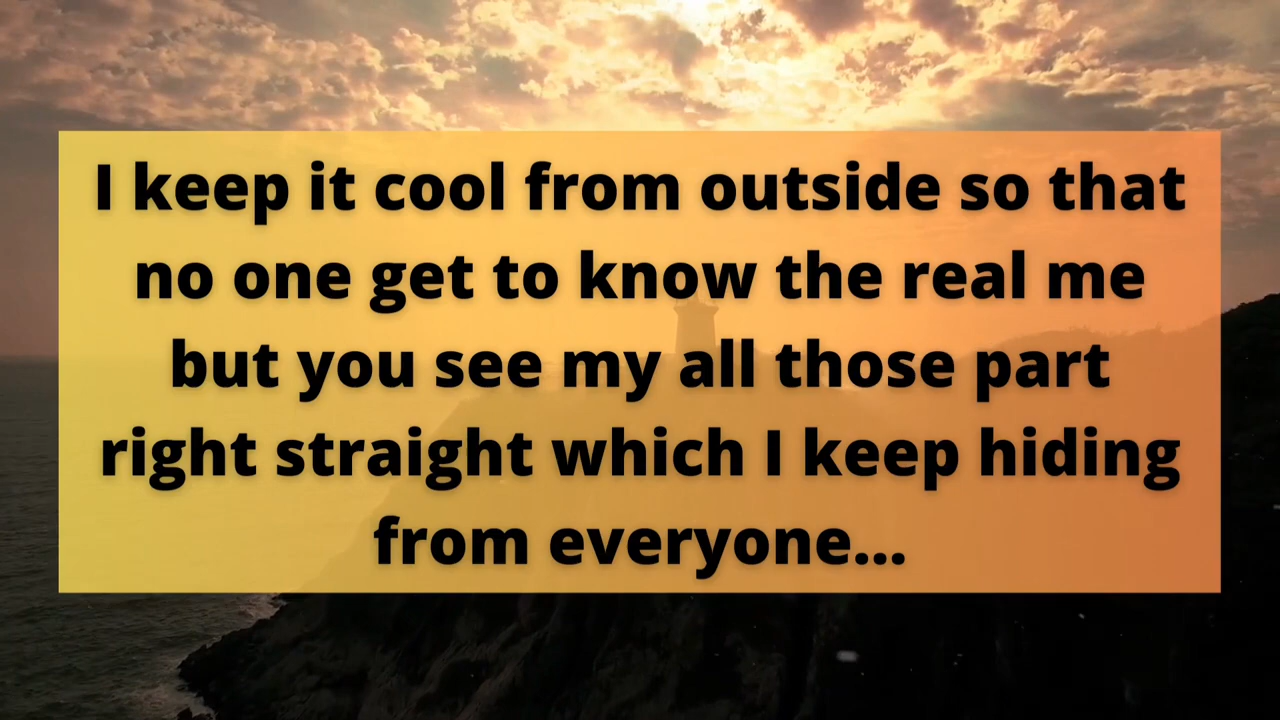 I keep it cool from outside so that
no one get to know the real me
but you see my all those part
right straight which I keep hiding
from everyone...